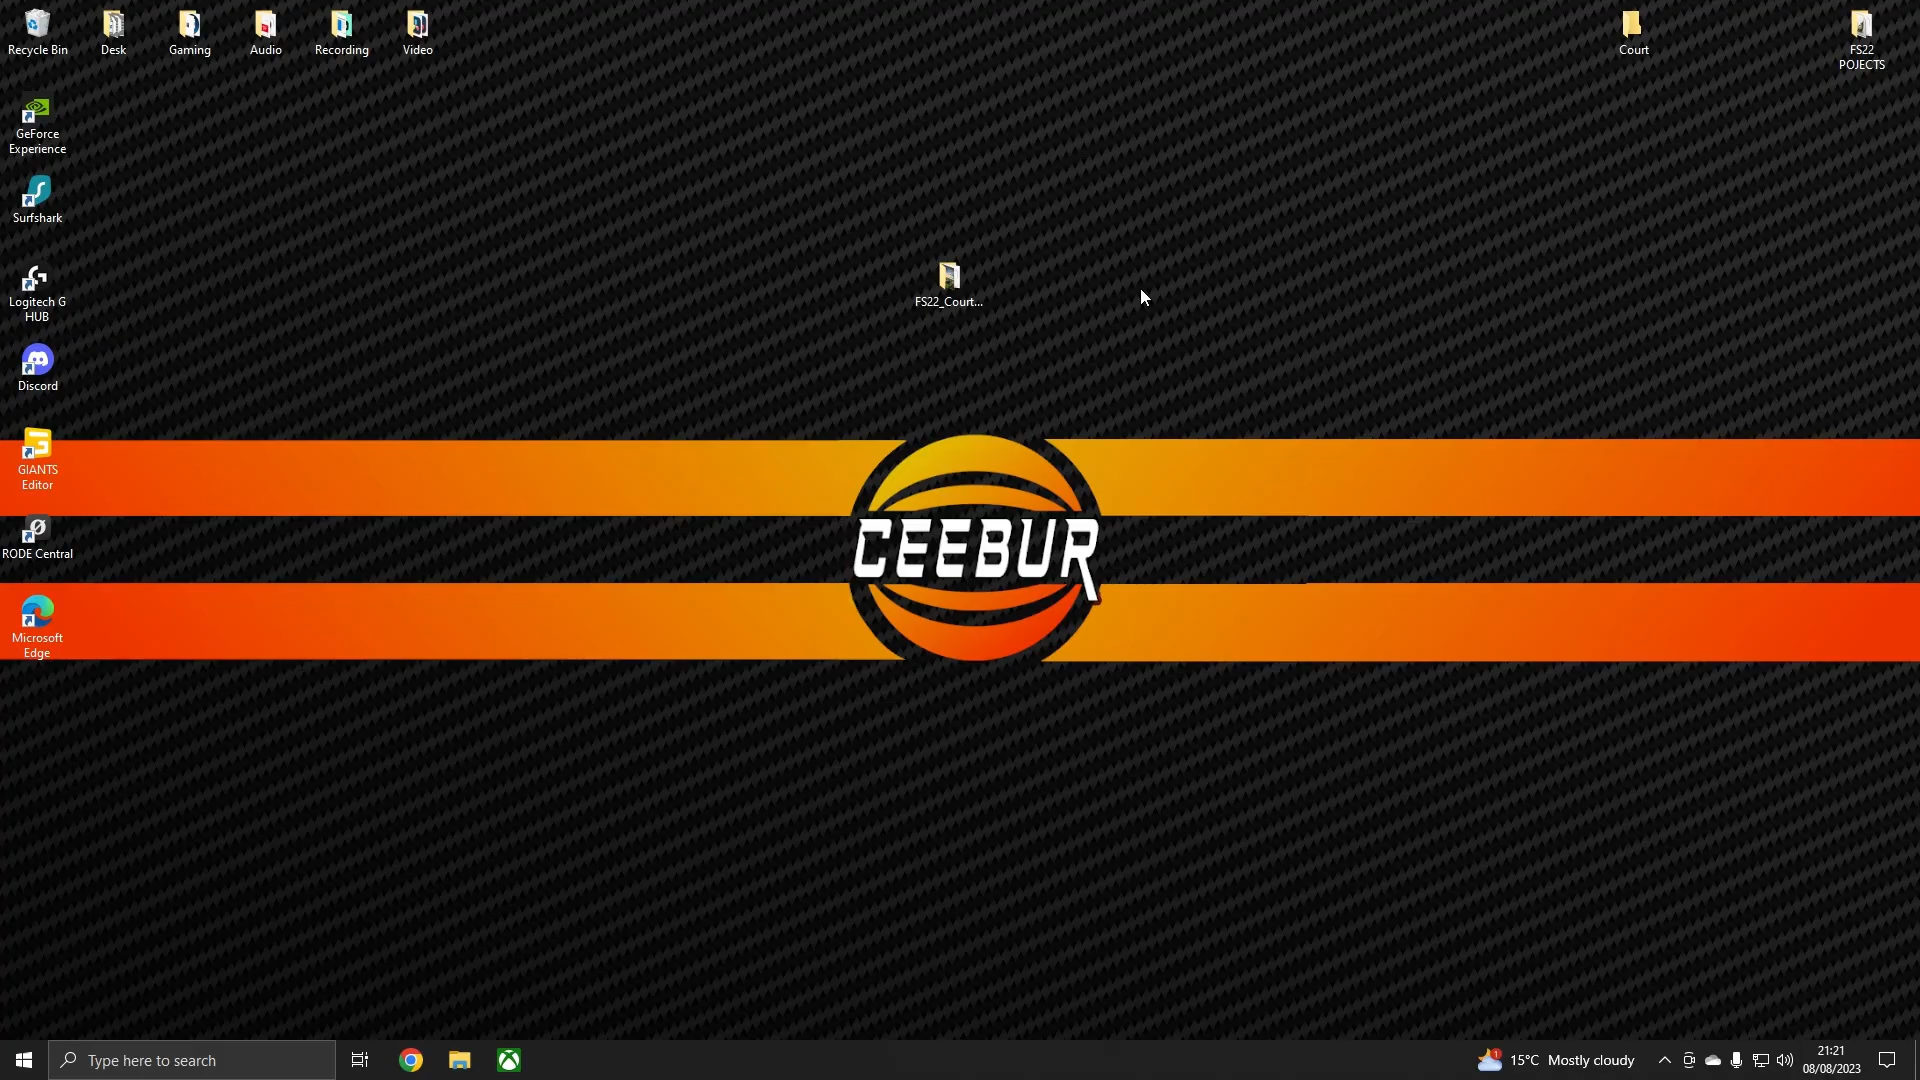 Recycle Bin
Desk
Gaming
Audio
Recording
Video
Court
FS22
POJECTS
GeForce
Experience
Surfshark
FS22_Court...
Logitech G
HUB
Discord
GIANTS
Editor
CEEBUR
RODE Central
Microsoft
Edge
Type here to search
1
15°C Mostly cloudy
21:21
08/08/2023